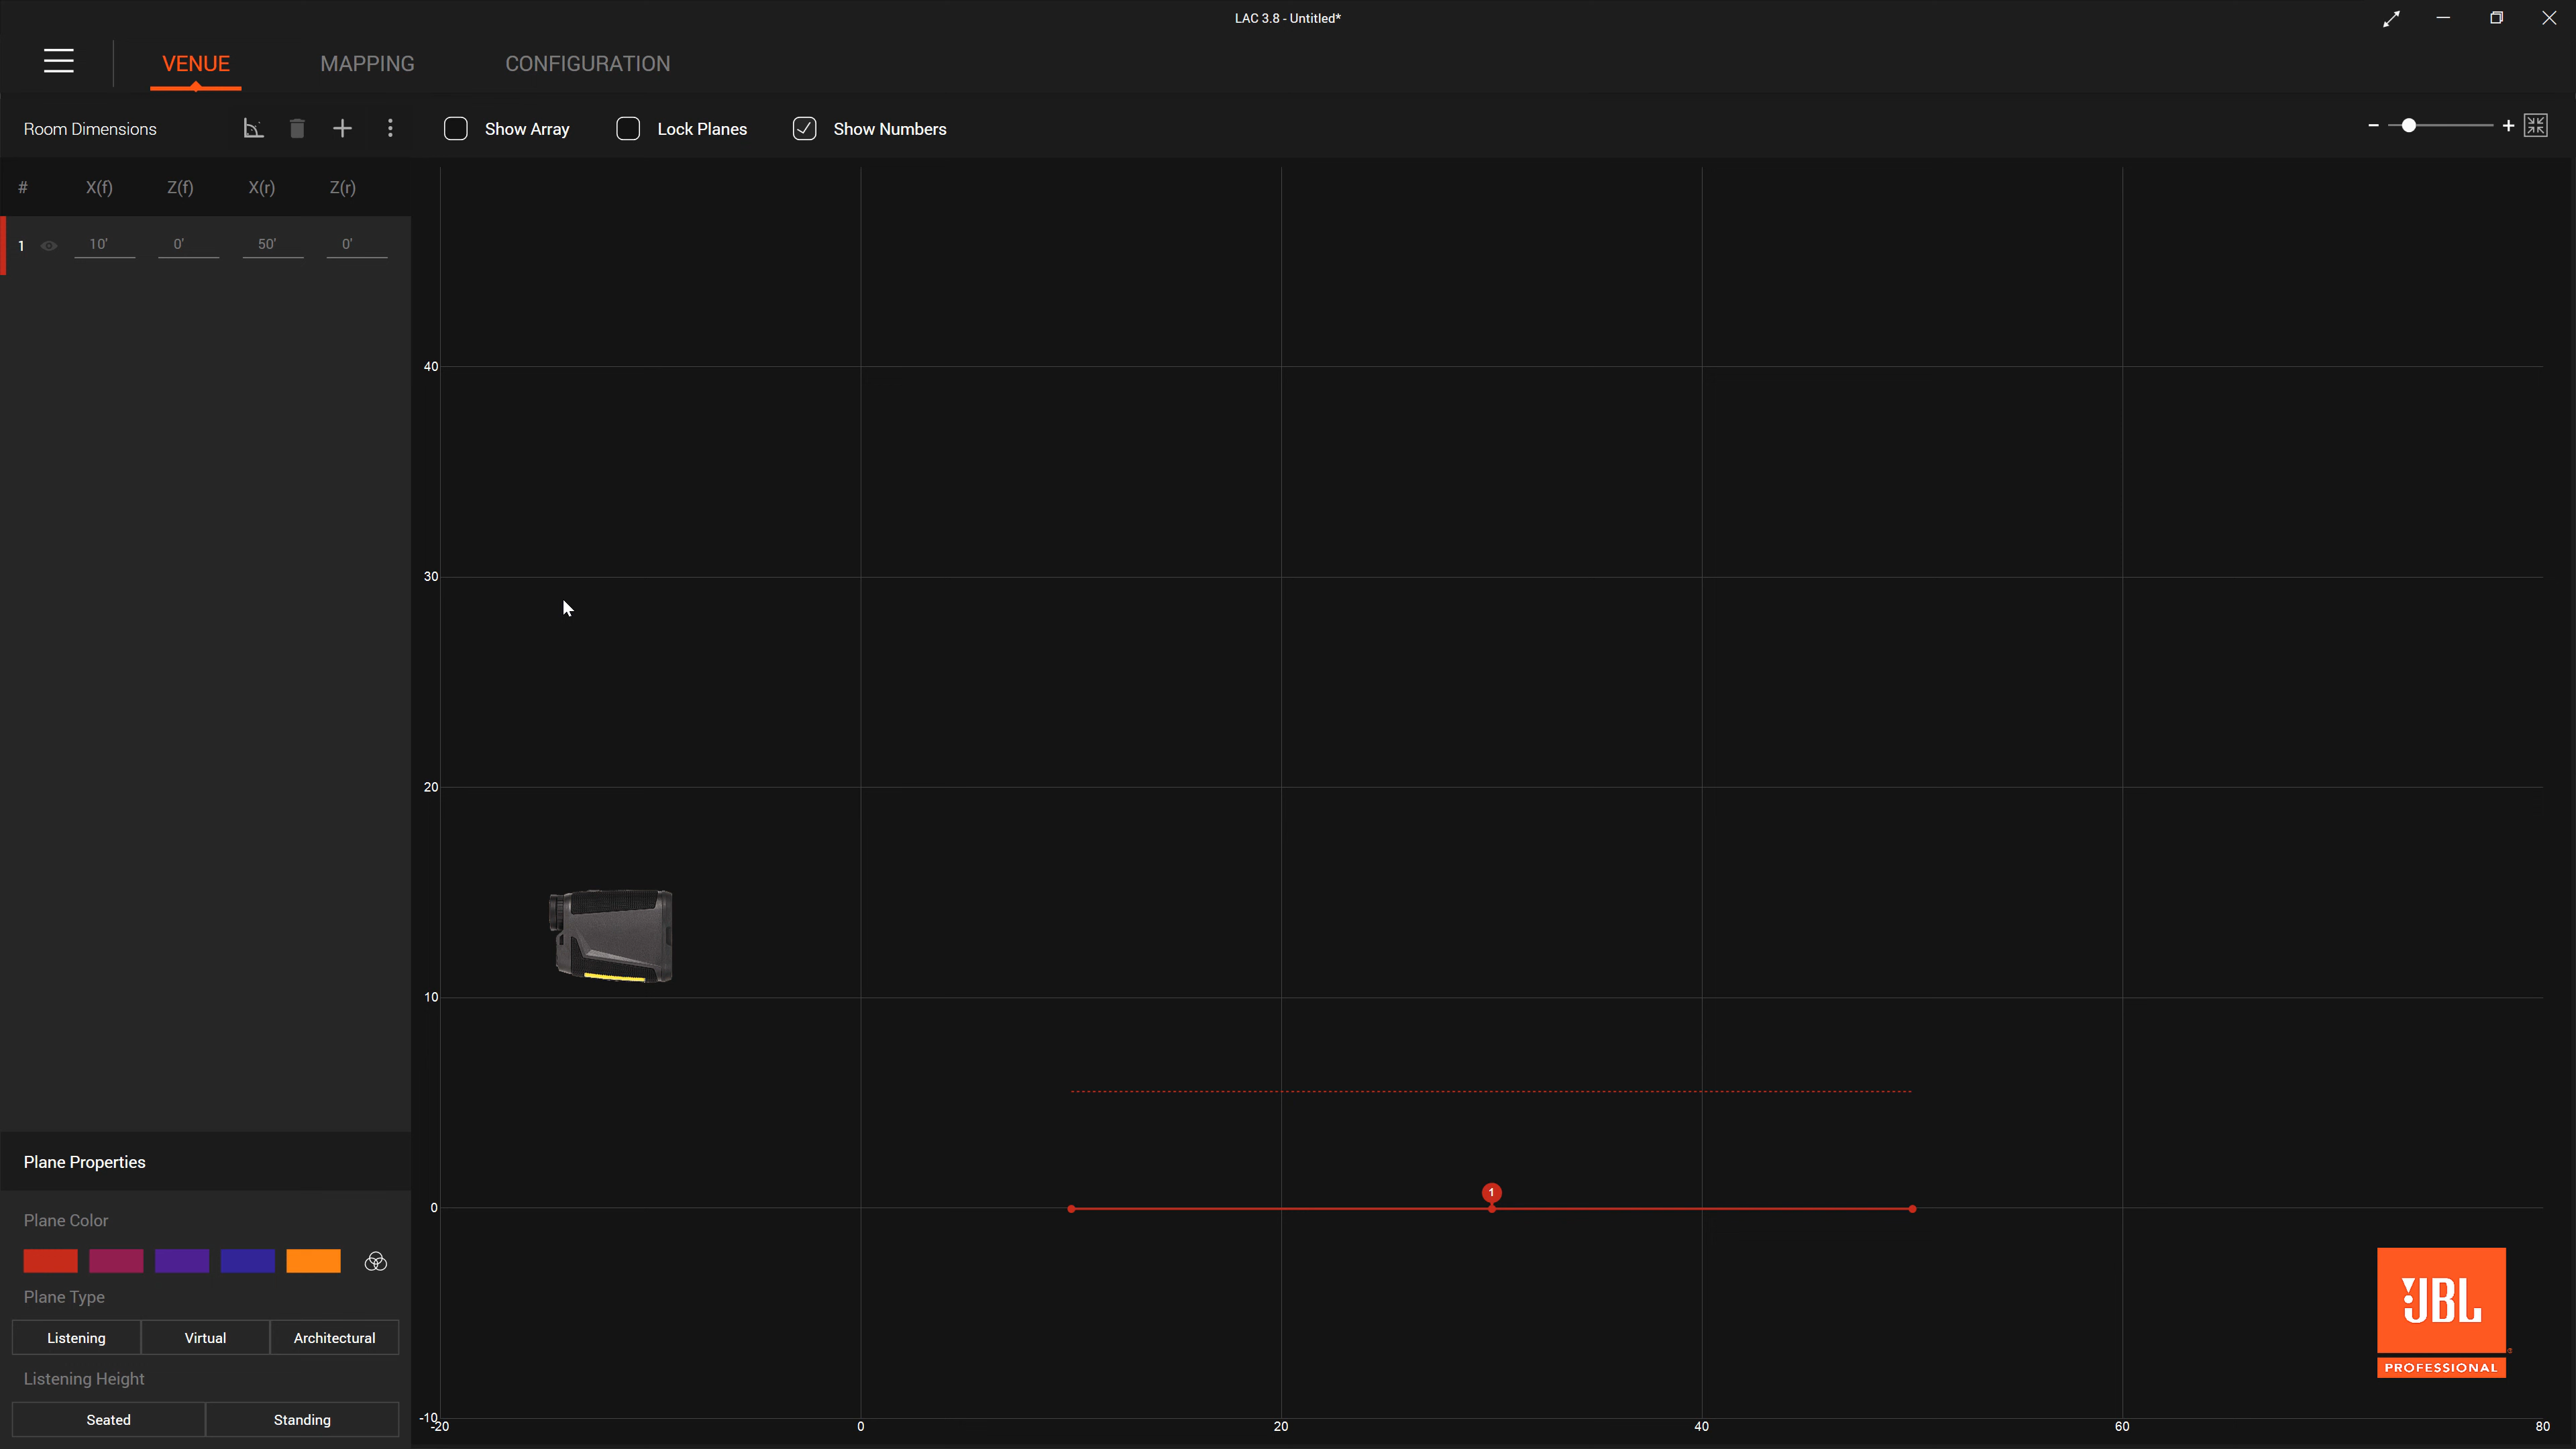 LAC 3.8 - Untitled*
VENUE
MAPPING
CONFIGURATION
Room Dimensions
Show Array
Lock Planes
Show Numbers
# X(f) Z(f) X(r) Z(r)
1 10' 0' 50' 0'
40
30
20
10
0
-10
-20 0 20 40 60 80
1
Plane Properties
Plane Color
Plane Type
Listening Virtual Architectural
Listening Height
Seated Standing
JBL
PROFESSIONAL